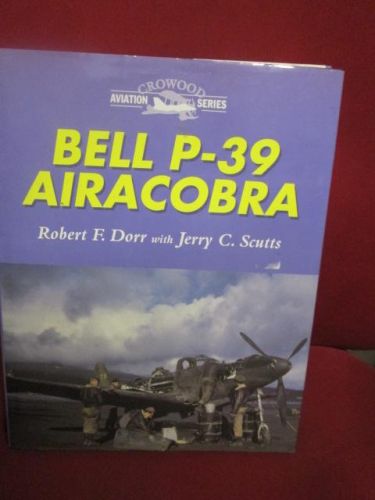 CROWOOD
AVIATION SERIES
BELL P-39
AIRACOBRA
Robert F. Dorr with Jerry C. Scutts